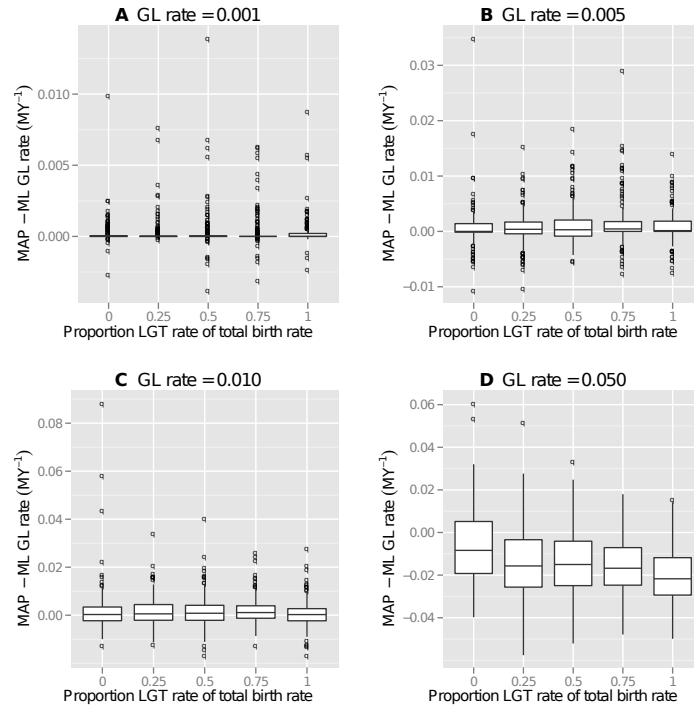 A GL rate = 0.001
MAP − ML GL rate (MY⁻¹)
0.010
0.005
0.000
0 0.25 0.5 0.75 1
Proportion LGT rate of total birth rate
B GL rate = 0.005
MAP − ML GL rate (MY⁻¹)
0.03
0.02
0.01
0.00
−0.01
0 0.25 0.5 0.75 1
Proportion LGT rate of total birth rate
C GL rate = 0.010
MAP − ML GL rate (MY⁻¹)
0.08
0.06
0.04
0.02
0.00
0 0.25 0.5 0.75 1
Proportion LGT rate of total birth rate
D GL rate = 0.050
MAP − ML GL rate (MY⁻¹)
0.06
0.04
0.02
0.00
−0.02
−0.04
0 0.25 0.5 0.75 1
Proportion LGT rate of total birth rate